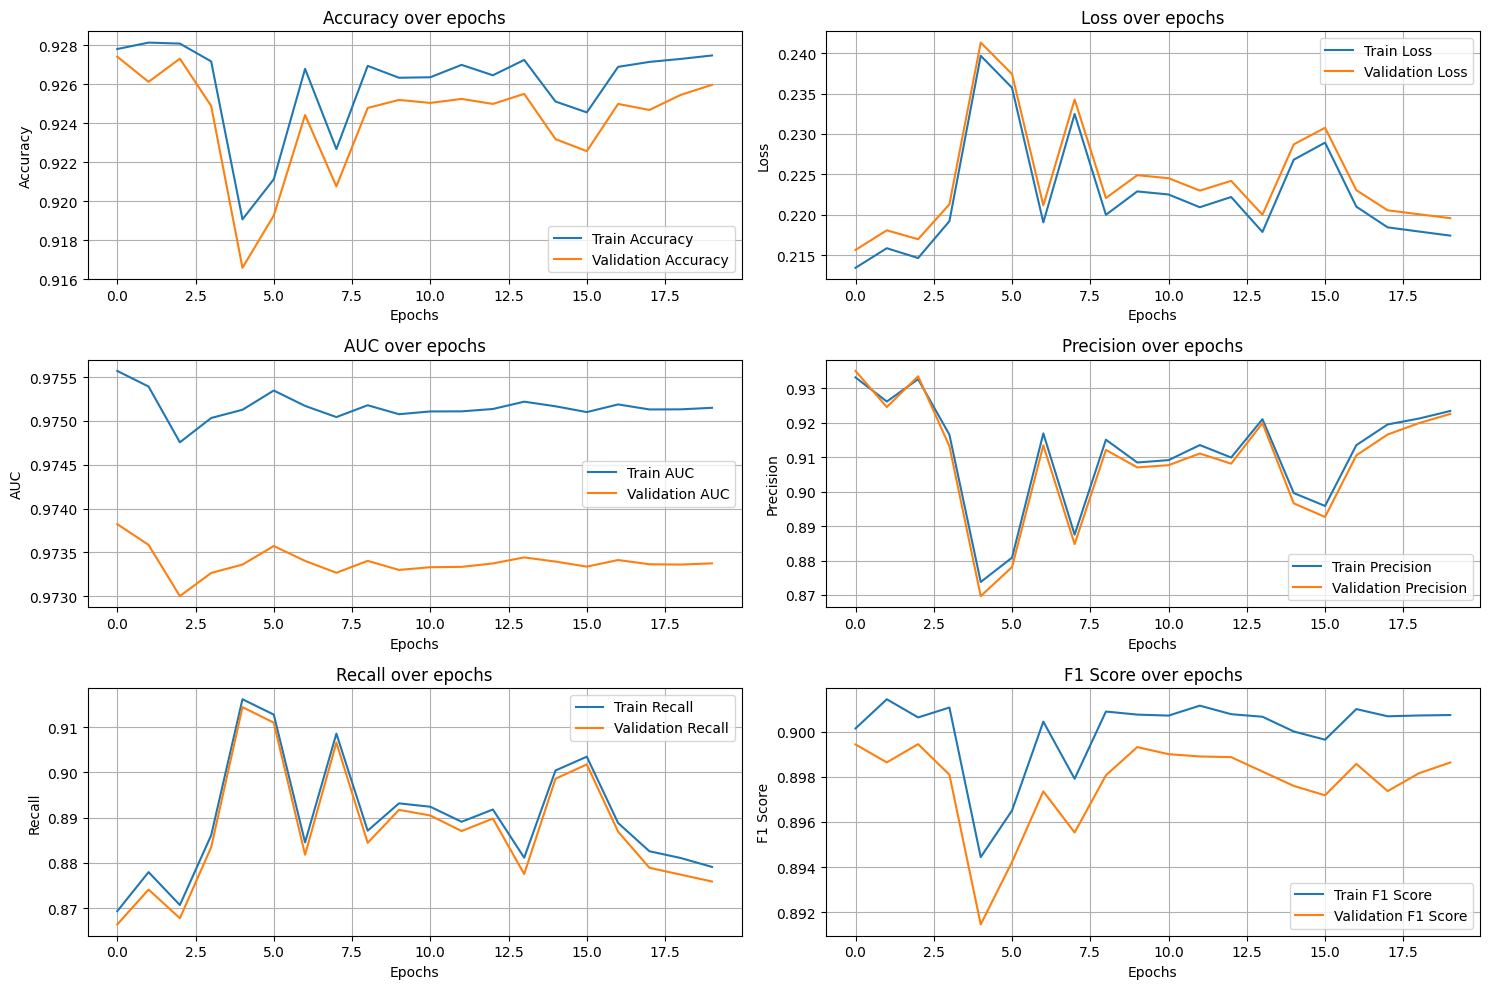 Accuracy over epochs
0.928
0.926
0.924
0.922
0.920
0.918
0.916
Accuracy
Train Accuracy
Validation Accuracy
0.0 2.5 5.0 7.5 10.0 12.5 15.0 17.5
Epochs
Loss over epochs
0.240
0.235
0.230
0.225
0.220
0.215
Loss
Train Loss
Validation Loss
0.0 2.5 5.0 7.5 10.0 12.5 15.0 17.5
Epochs
AUC over epochs
0.9755
0.9750
0.9745
0.9740
0.9735
0.9730
AUC
Train AUC
Validation AUC
0.0 2.5 5.0 7.5 10.0 12.5 15.0 17.5
Epochs
Precision over epochs
0.93
0.92
0.91
0.90
0.89
0.88
0.87
Precision
Train Precision
Validation Precision
0.0 2.5 5.0 7.5 10.0 12.5 15.0 17.5
Epochs
Recall over epochs
0.91
0.90
0.89
0.88
0.87
Recall
Train Recall
Validation Recall
0.0 2.5 5.0 7.5 10.0 12.5 15.0 17.5
Epochs
F1 Score over epochs
0.900
0.898
0.896
0.894
0.892
F1 Score
Train F1 Score
Validation F1 Score
0.0 2.5 5.0 7.5 10.0 12.5 15.0 17.5
Epochs